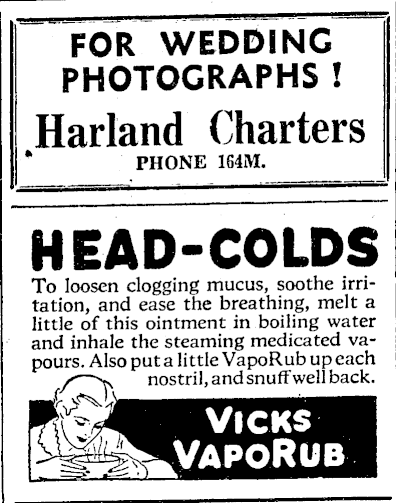 FOR WEDDING
PHOTOGRAPHS !
Harland Charters
PHONE 164M.
HEAD-COLDS
To loosen clogging mucus, soothe irri-
tation, and ease the breathing, melt a
little of this ointment in boiling water
and inhale the steaming medicated va-
pours. Also put a little VapoRub up each
nostril, and snuff well back.
VICKS
VAPORUB